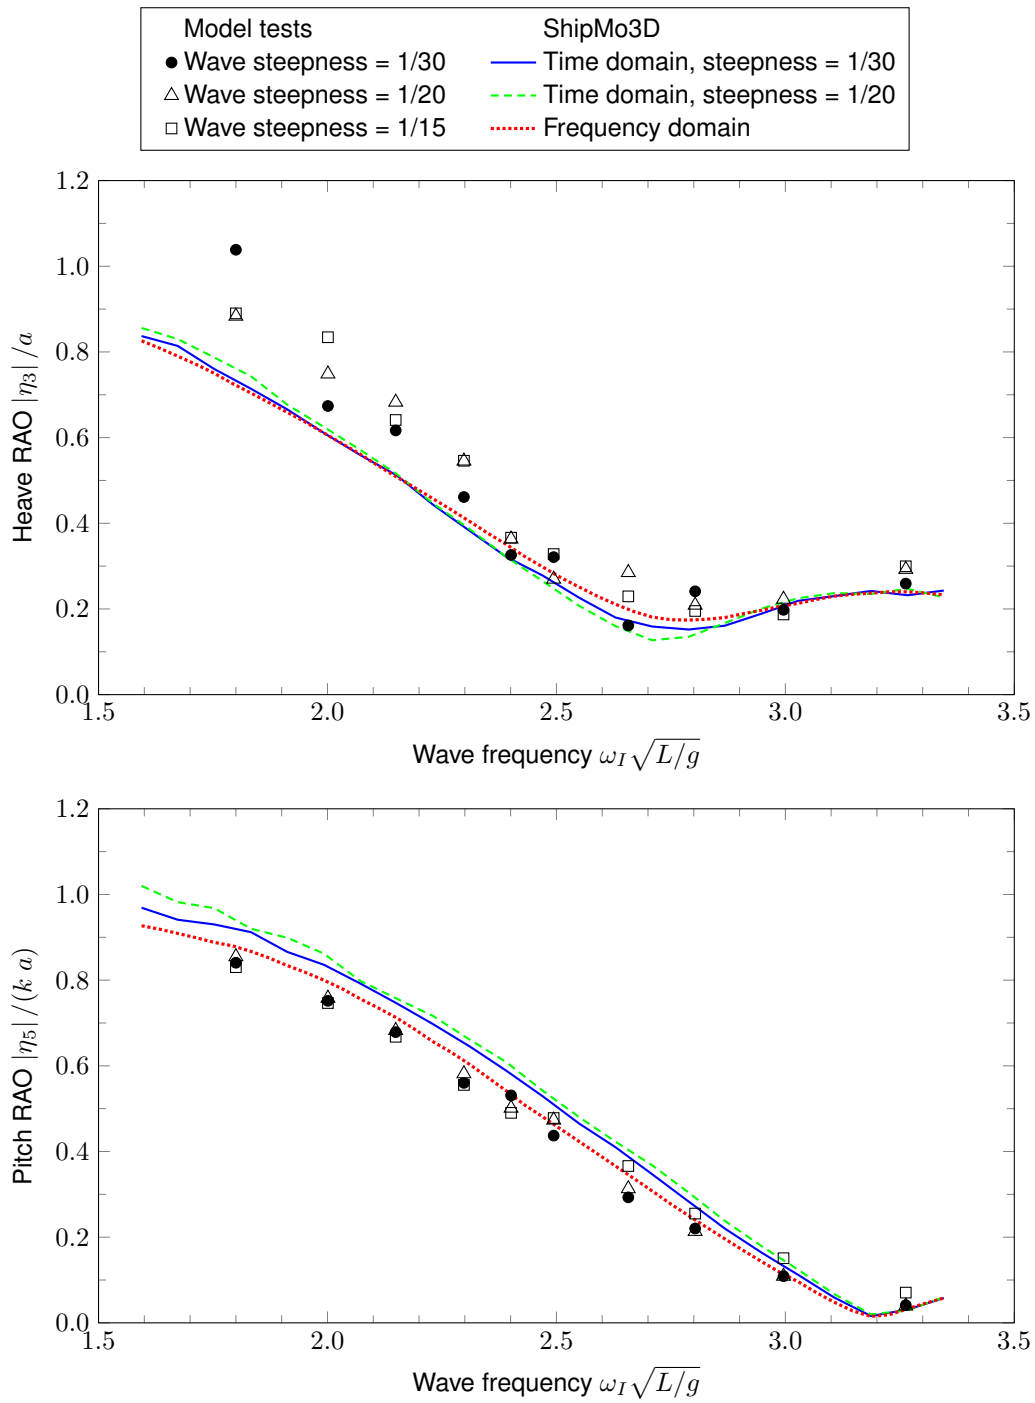 Model tests ShipMo3D
Wave steepness = 1/30 Time domain, steepness = 1/30
Wave steepness = 1/20 Time domain, steepness = 1/20
Wave steepness = 1/15 Frequency domain
1.2
1.0
0.8
0.6
0.4
0.2
0.0
Heave RAO |η₃|/a
1.5 2.0 2.5 3.0 3.5
Wave frequency ω_I √(L/g)
1.2
1.0
0.8
0.6
0.4
0.2
0.0
Pitch RAO |η₅|/(k a)
1.5 2.0 2.5 3.0 3.5
Wave frequency ω_I √(L/g)